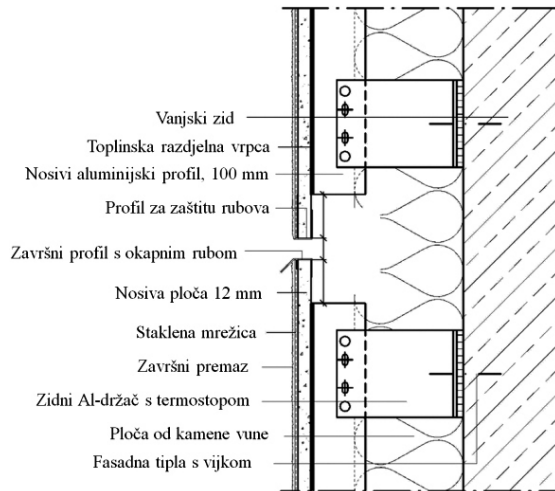 Vanjski zid
Toplinska razdjelna vrpca
Nosivi aluminijski profil, 100 mm
Profil za zaštitu rubova
Završni profil s okapnim rubom
Nosiva ploča 12 mm
Staklena mrežica
Završni premaz
Zidni Al-držač s termostopom
Ploča od kamene vune
Fasadna tipla s vijkom